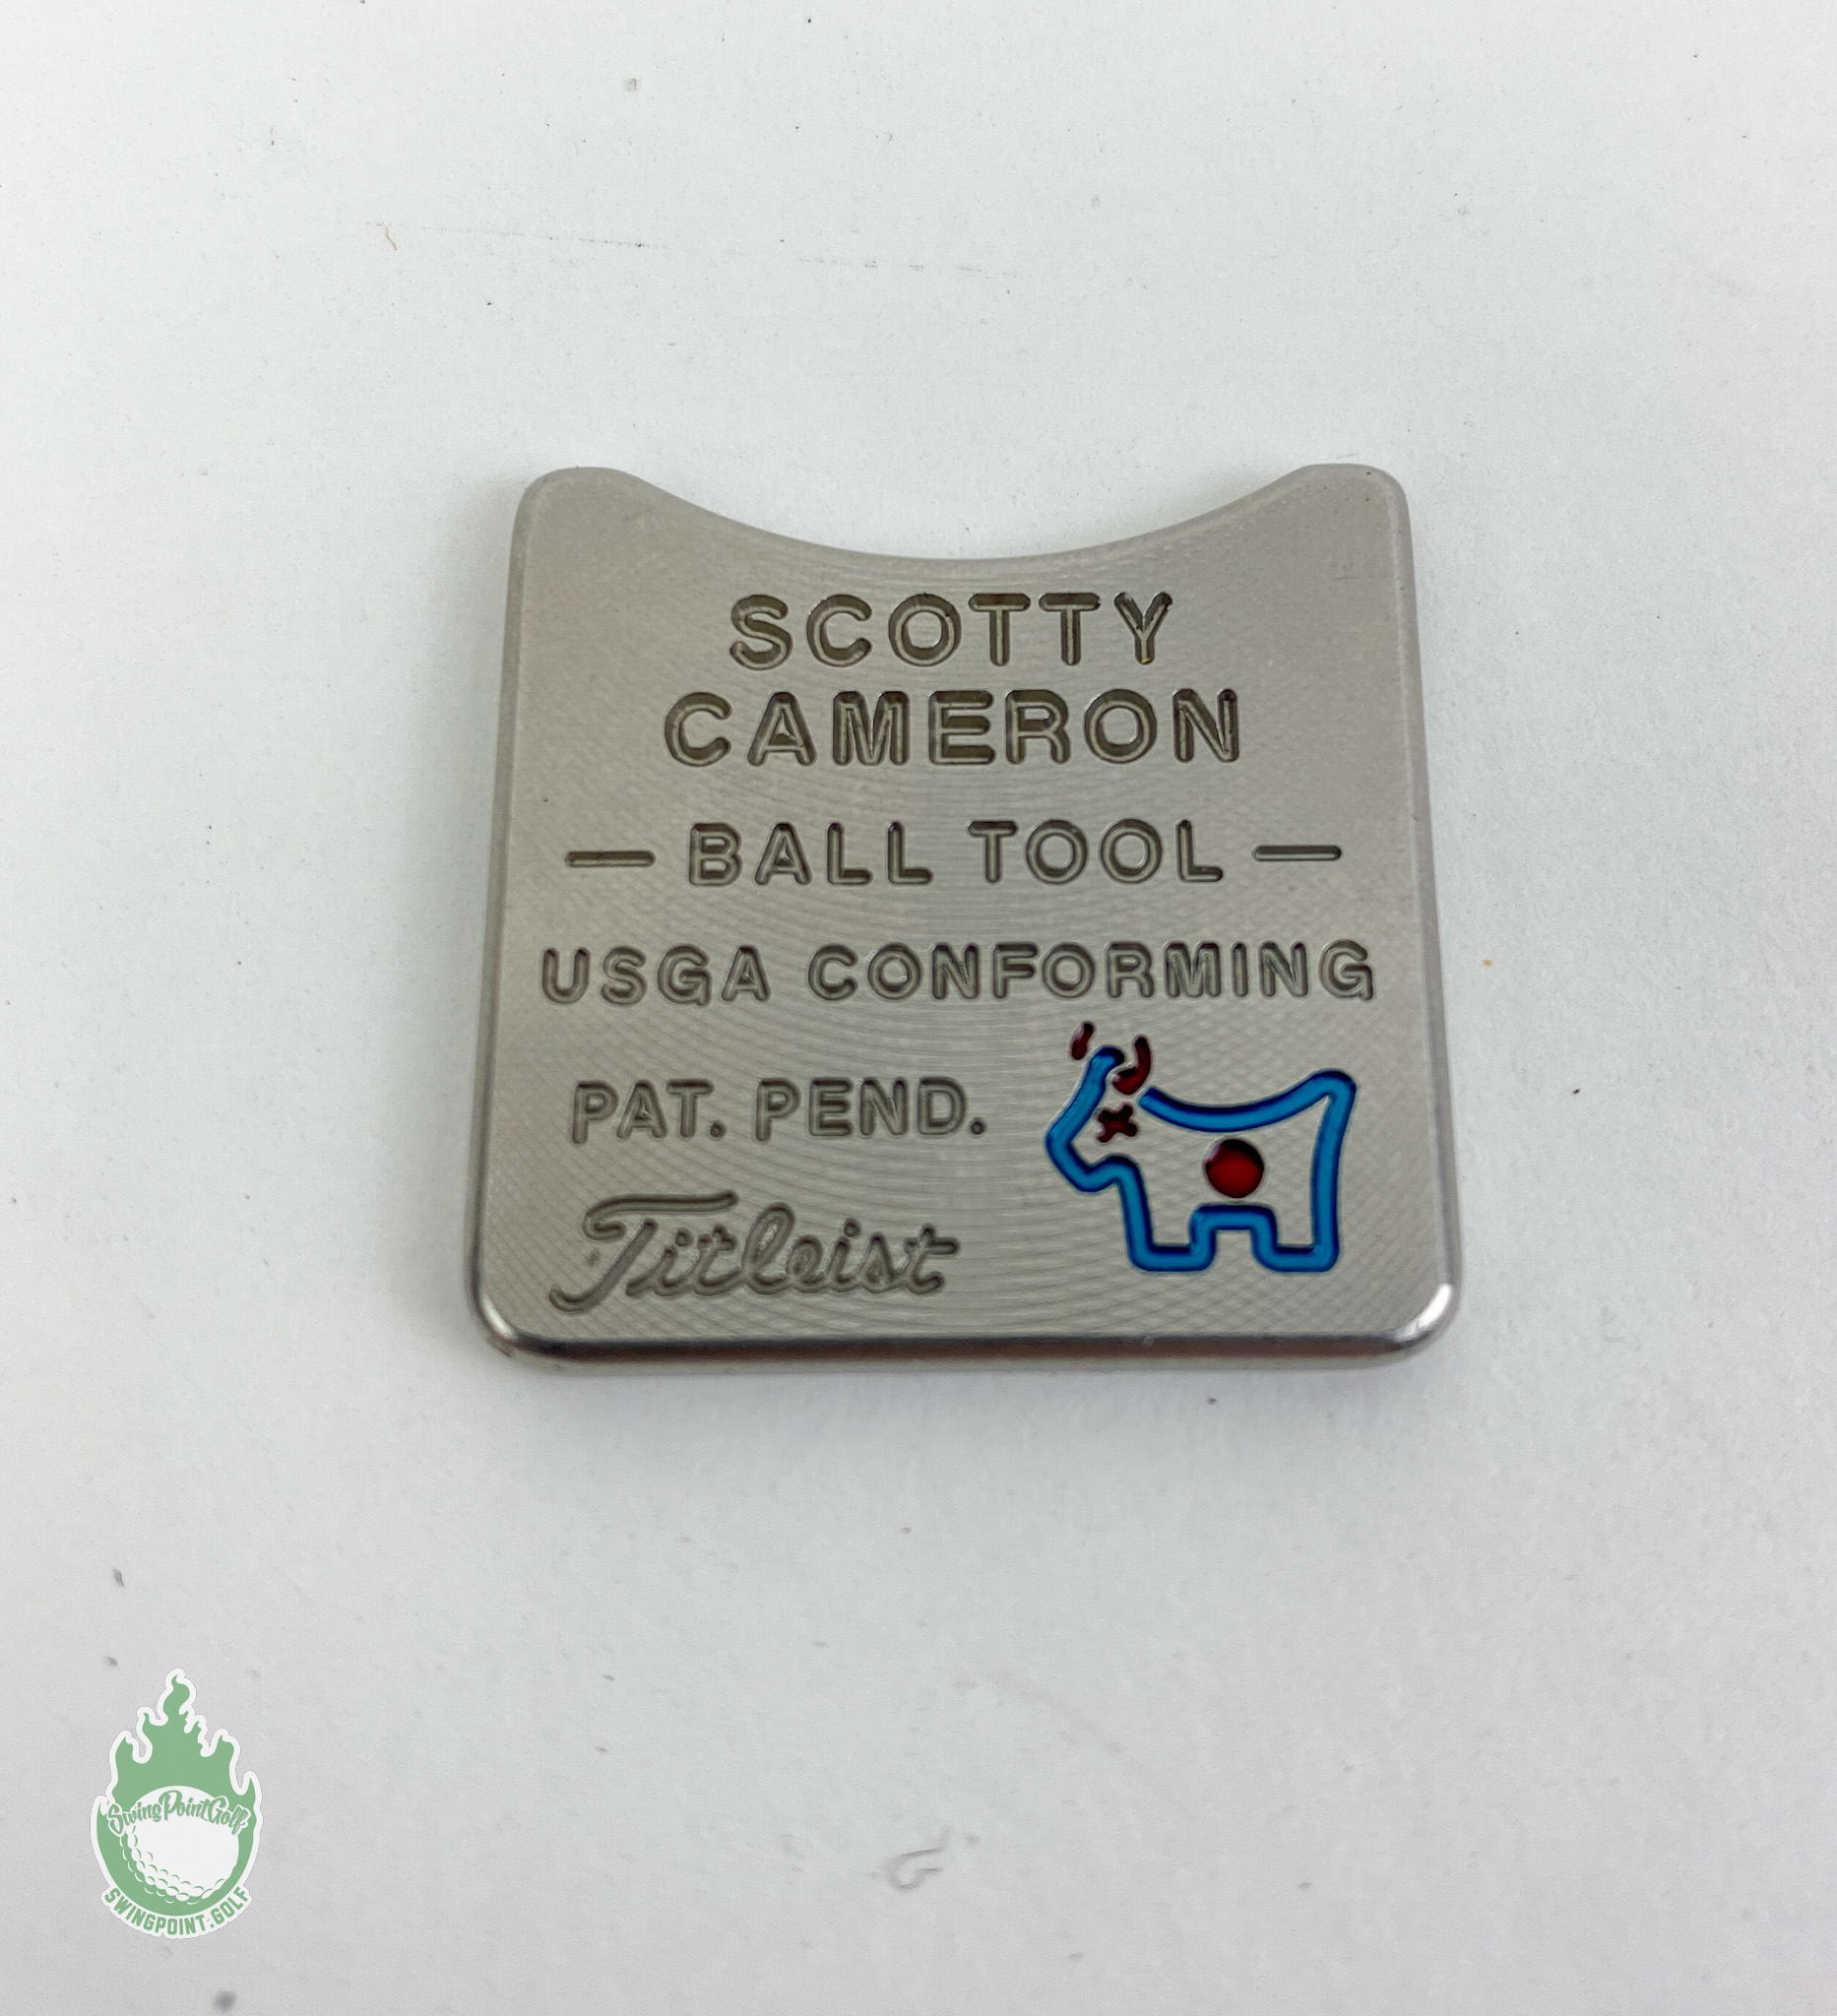 SCOTTY
CAMERON
— BALL TOOL —
USGA CONFORMING
PAT. PEND.
Titleist
SwingPointGolf
SWINGPOINT.GOLF